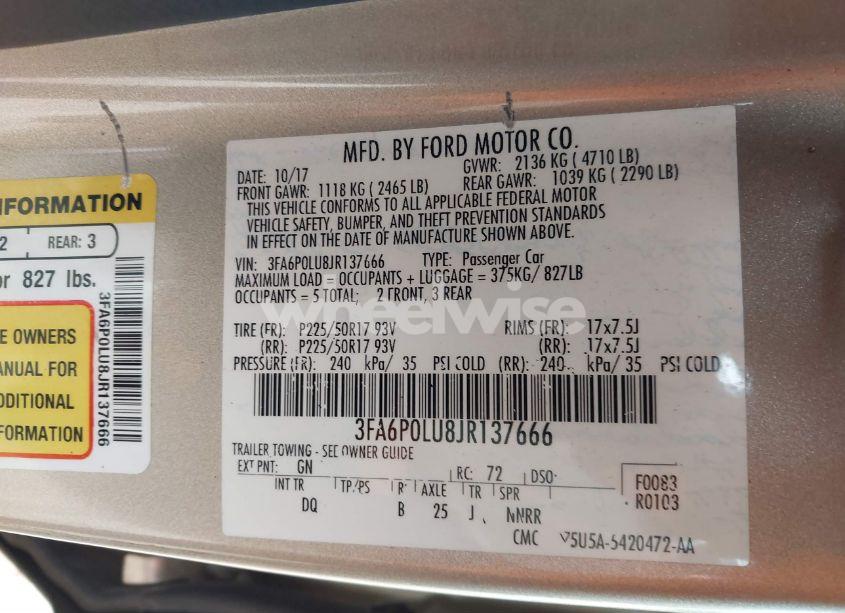 NFORMATION
2 REAR: 3
or 827 lbs.
E OWNERS
MANUAL FOR
DDITIONAL
NFORMATION
3FA6P0LU8JR137666
MFD. BY FORD MOTOR CO.
DATE: 10/17 GVWR: 2136 KG ( 4710 LB)
FRONT GAWR: 1118 KG ( 2465 LB) REAR GAWR: 1039 KG ( 2290 LB)
THIS VEHICLE CONFORMS TO ALL APPLICABLE FEDERAL MOTOR
VEHICLE SAFETY, BUMPER, AND THEFT PREVENTION STANDARDS
IN EFFECT ON THE DATE OF MANUFACTURE SHOWN ABOVE.
VIN: 3FA6P0LU8JR137666 TYPE: Passenger Car
MAXIMUM LOAD = OCCUPANTS + LUGGAGE = 375KG/ 827LB
OCCUPANTS = 5 TOTAL; 2 FRONT, 3 REAR
wheelwise
TIRE (FR): P225/50R17 93V RIMS (FR): 17x7.5J
(RR): P225/50R17 93V (RR): 17x7.5J
PRESSURE (FR): 240 kPa/ 35 PSI COLD (RR): 240 kPa/ 35 PSI COLD
3FA6P0LU8JR137666
TRAILER TOWING - SEE OWNER GUIDE
EXT PNT: GN RC: 72 DSO: F0083
INT TR TP/PS R AXLE TR SPR R0103
DQ B 25 J NNRR
CMC 5U5A-5420472-AA